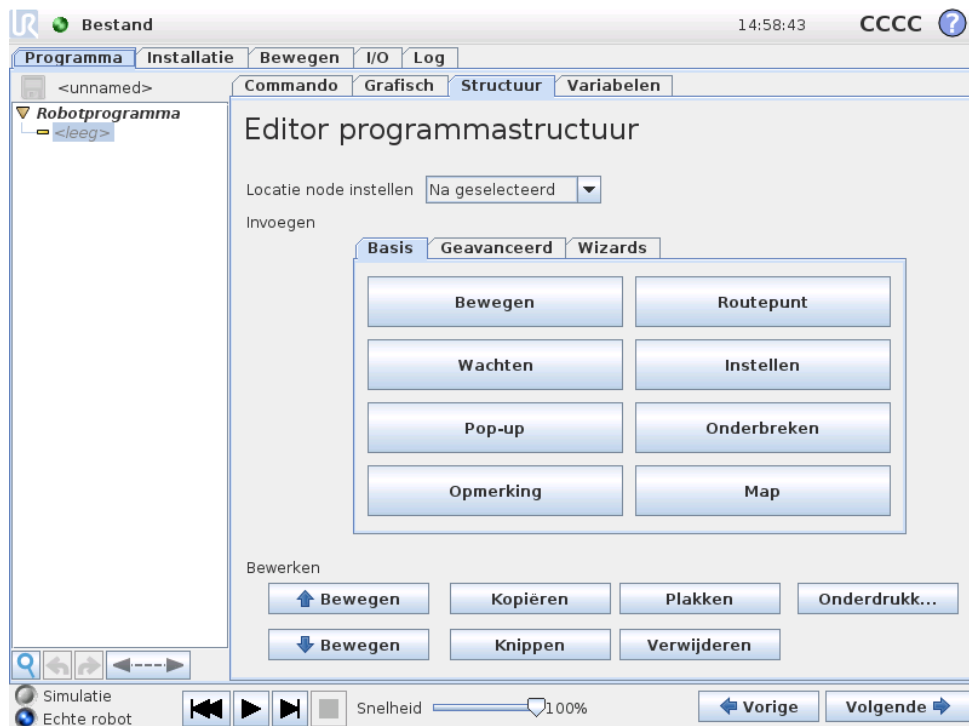 UR Bestand 14:58:43 CCCC ?
Programma Installatie Bewegen I/O Log
<unnamed>
Commando Grafisch Structuur Variabelen
Robotprogramma
<leeg>
Editor programmastructuur
Locatie node instellen Na geselecteerd
Invoegen
Basis Geavanceerd Wizards
Bewegen Routepunt
Wachten Instellen
Pop-up Onderbreken
Opmerking Map
Bewerken
Bewegen Kopiëren Plakken Onderdrukk...
Bewegen Knippen Verwijderen
Simulatie
Echte robot
Snelheid 100%
Vorige Volgende